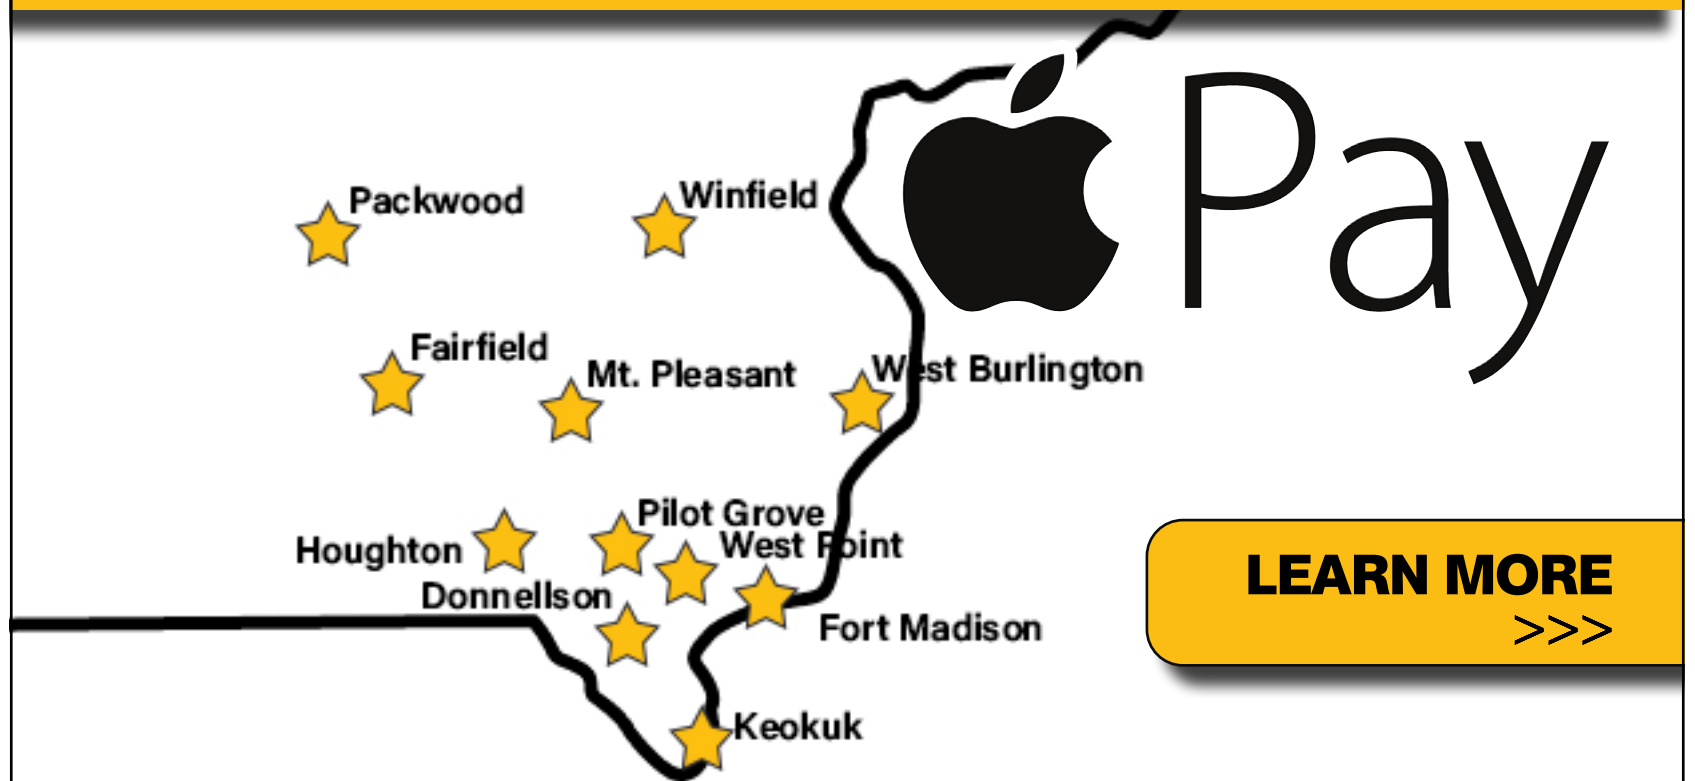 Pay
Packwood
Winfield
Fairfield
Mt. Pleasant
West Burlington
Pilot Grove
West Point
Houghton
Donnellson
Fort Madison
Keokuk
LEARN MORE
>>>